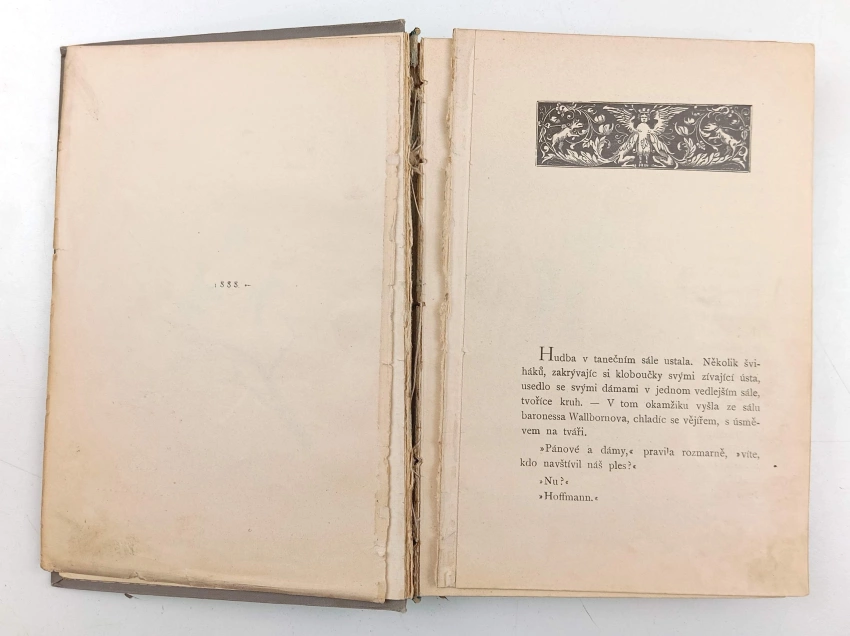 1888 —
Hudba v tanečním sále ustala. Několik švi-
háků, zakrývajíc si kloboučky svými zívající ústa,
usedlo se svými dámami v jednom vedlejším sále,
tvoříce kruh. — V tom okamžiku vyšla ze sálu
baronessa Wallbornova, chladíc se vějířem, s úsmě-
vem na tváři.
»Pánové a dámy,« pravila rozmarně, »víte,
kdo navštívil náš ples?«
»Nu?«
»Hoffmann.«